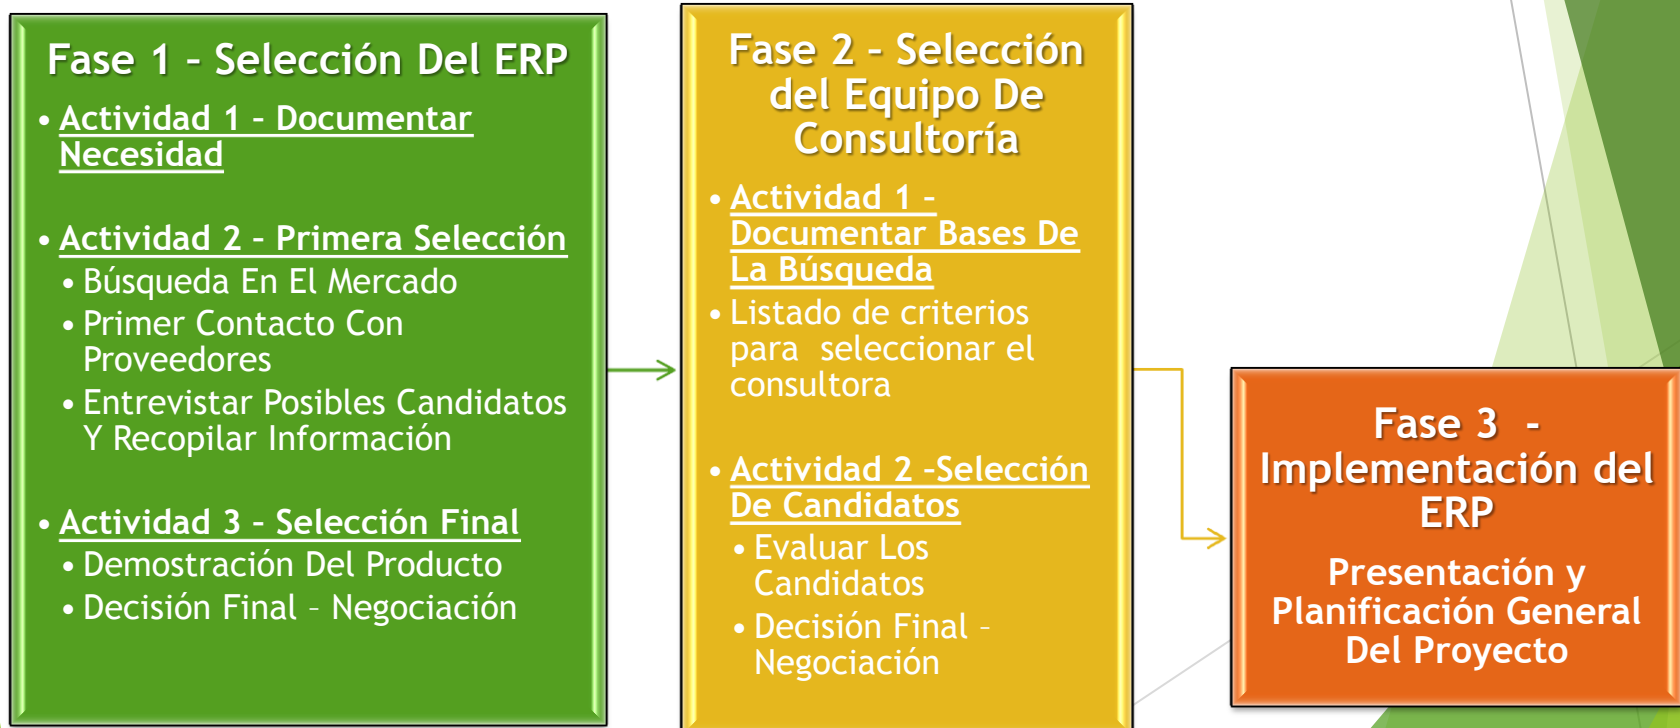 Fase 1 – Selección Del ERP
• Actividad 1 – Documentar
Necesidad
• Actividad 2 – Primera Selección
• Búsqueda En El Mercado
• Primer Contacto Con
Proveedores
• Entrevistar Posibles Candidatos
Y Recopilar Información
• Actividad 3 – Selección Final
• Demostración Del Producto
• Decisión Final – Negociación
Fase 2 – Selección
del Equipo De
Consultoría
• Actividad 1 –
Documentar Bases De
La Búsqueda
• Listado de criterios
para  seleccionar el
consultora
• Actividad 2 –Selección
De Candidatos
• Evaluar Los
Candidatos
• Decisión Final –
Negociación
Fase 3  -
Implementación del
ERP
Presentación y
Planificación General
Del Proyecto